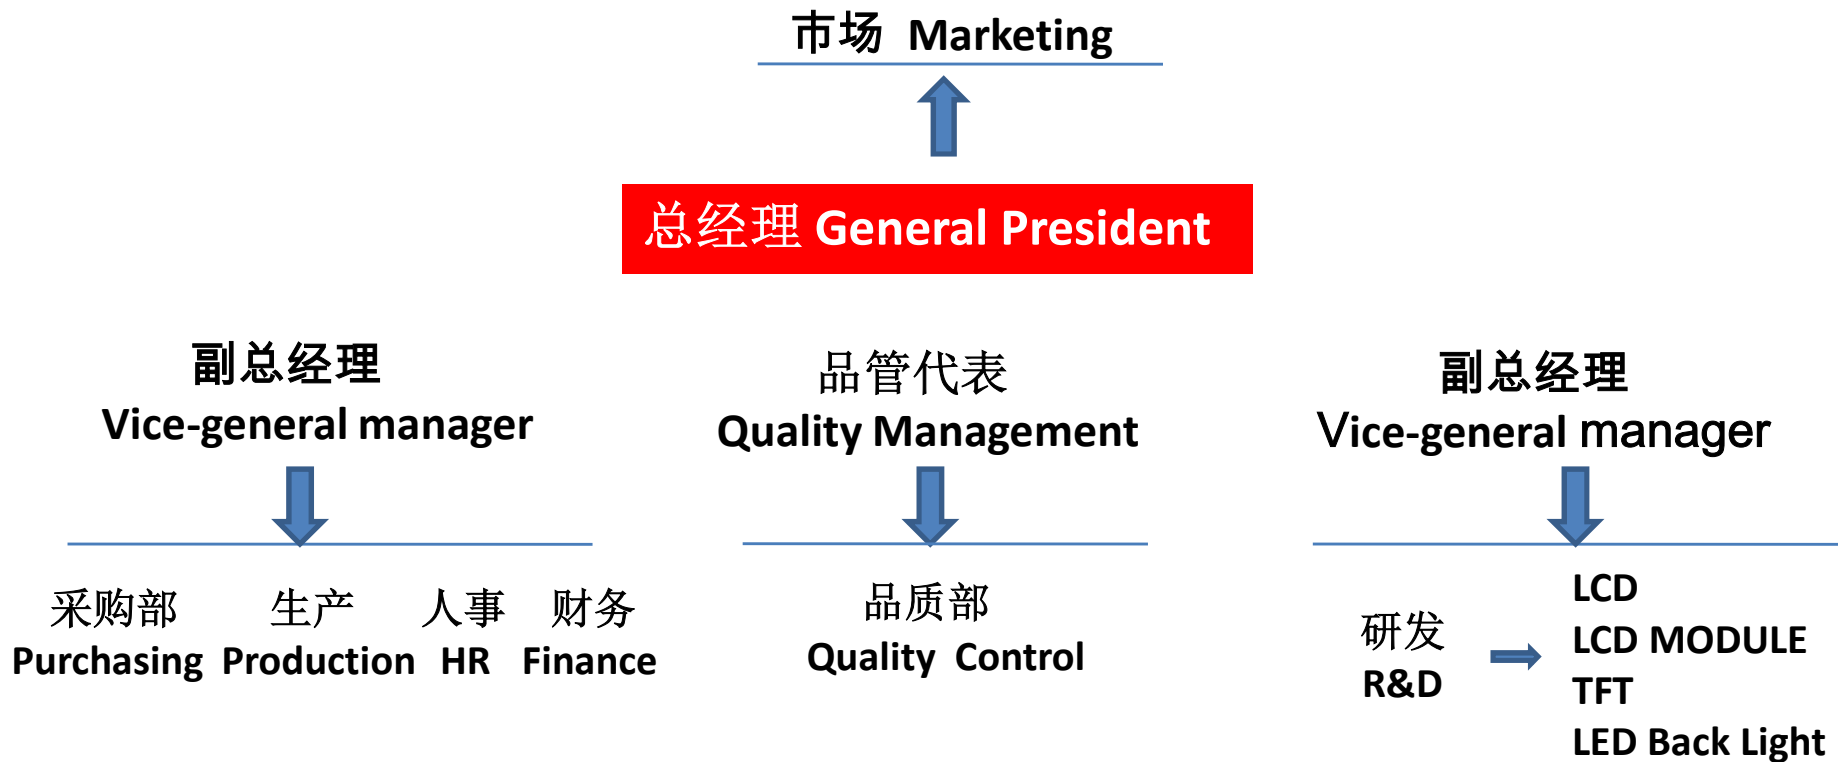 市场 Marketing
总经理 General President
副总经理
Vice-general manager
品管代表
Quality Management
副总经理
Vice-general manager
采购部
Purchasing
生产
Production
人事
HR
财务
Finance
品质部
Quality Control
研发
R&D
LCD
LCD MODULE
TFT
LED Back Light